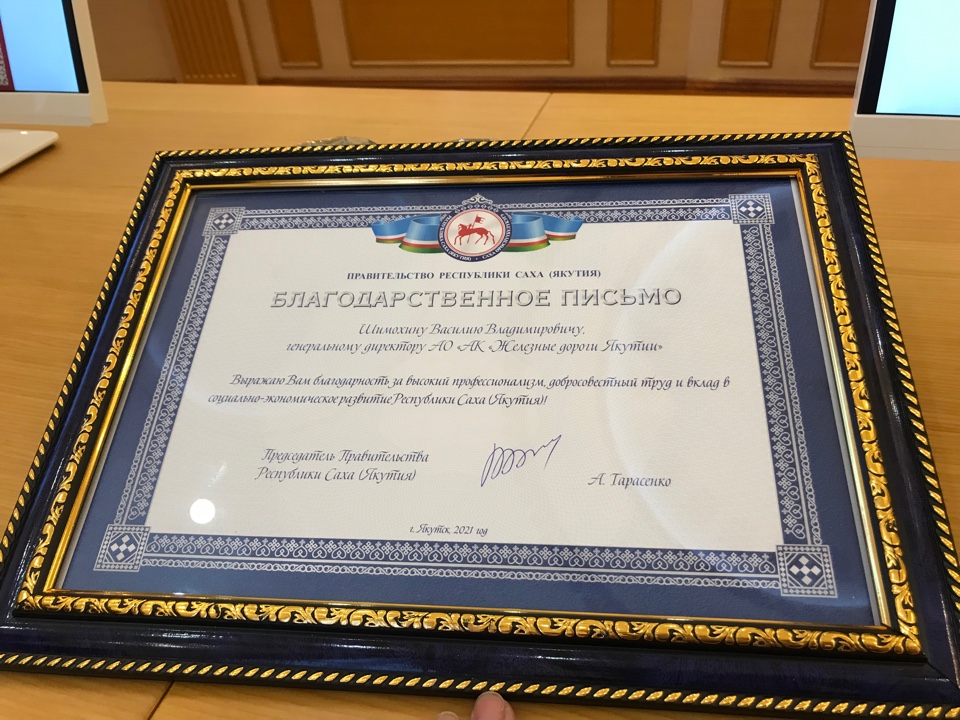 ПРАВИТЕЛЬСТВО РЕСПУБЛИКИ САХА (ЯКУТИЯ)
БЛАГОДАРСТВЕННОЕ ПИСЬМО
Шимохину Василию Владимировичу,
генеральному директору АО «АК «Железные дороги Якутии»
Выражаю Вам благодарность за высокий профессионализм, добросовестный труд и вклад в
социально-экономическое развитие Республики Саха (Якутия)!
Председатель Правительства
Республики Саха (Якутия)
А. Тарасенко
г. Якутск, 2021 год